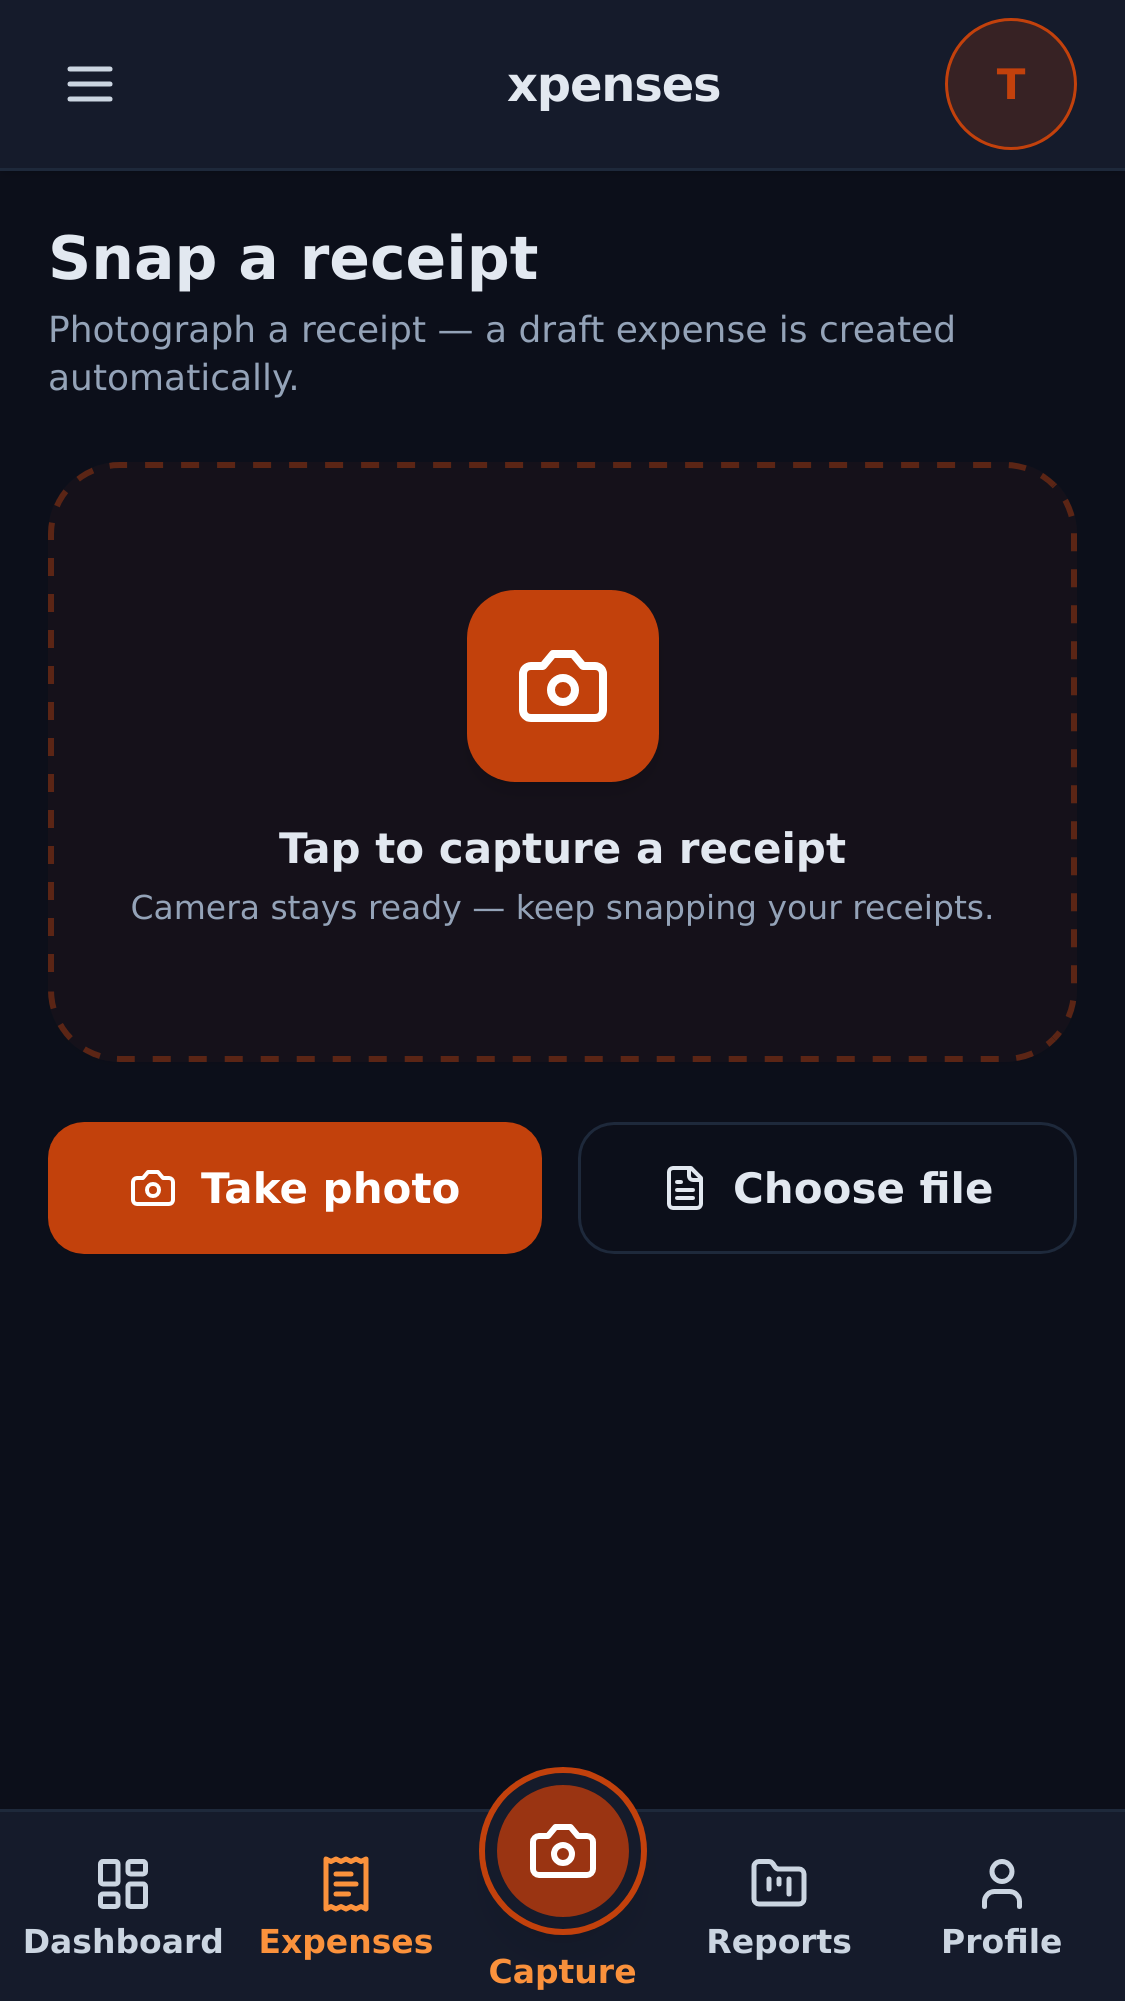 xpenses
T
Snap a receipt
Photograph a receipt — a draft expense is created
automatically.
Tap to capture a receipt
Camera stays ready — keep snapping your receipts.
Take photo
Choose file
Dashboard
Expenses
Capture
Reports
Profile